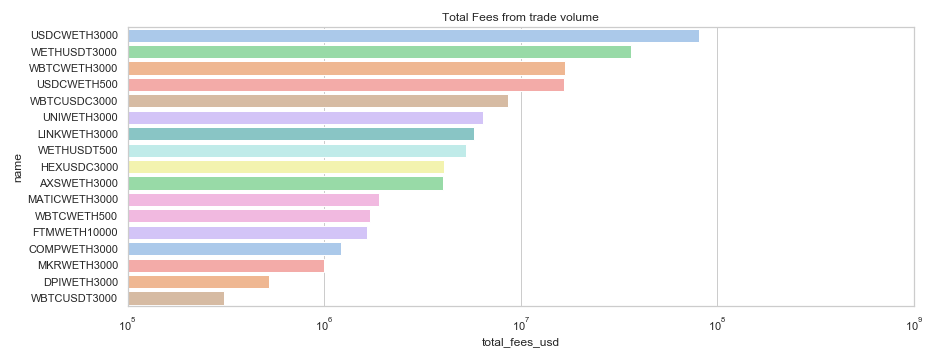 Total Fees from trade volume
name
USDCWETH3000
WETHUSDT3000
WBTCWETH3000
USDCWETH500
WBTCUSDC3000
UNIWETH3000
LINKWETH3000
WETHUSDT500
HEXUSDC3000
AXSWETH3000
MATICWETH3000
WBTCWETH500
FTMWETH10000
COMPWETH3000
MKRWETH3000
DPIWETH3000
WBTCUSDT3000
10⁵ 10⁶ 10⁷ 10⁸ 10⁹
total_fees_usd